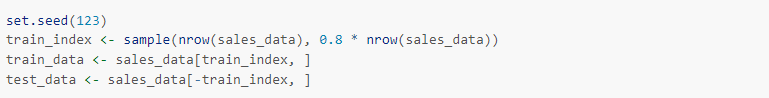 set.seed(123)
train_index <- sample(nrow(sales_data), 0.8 * nrow(sales_data))
train_data <- sales_data[train_index, ]
test_data <- sales_data[-train_index, ]